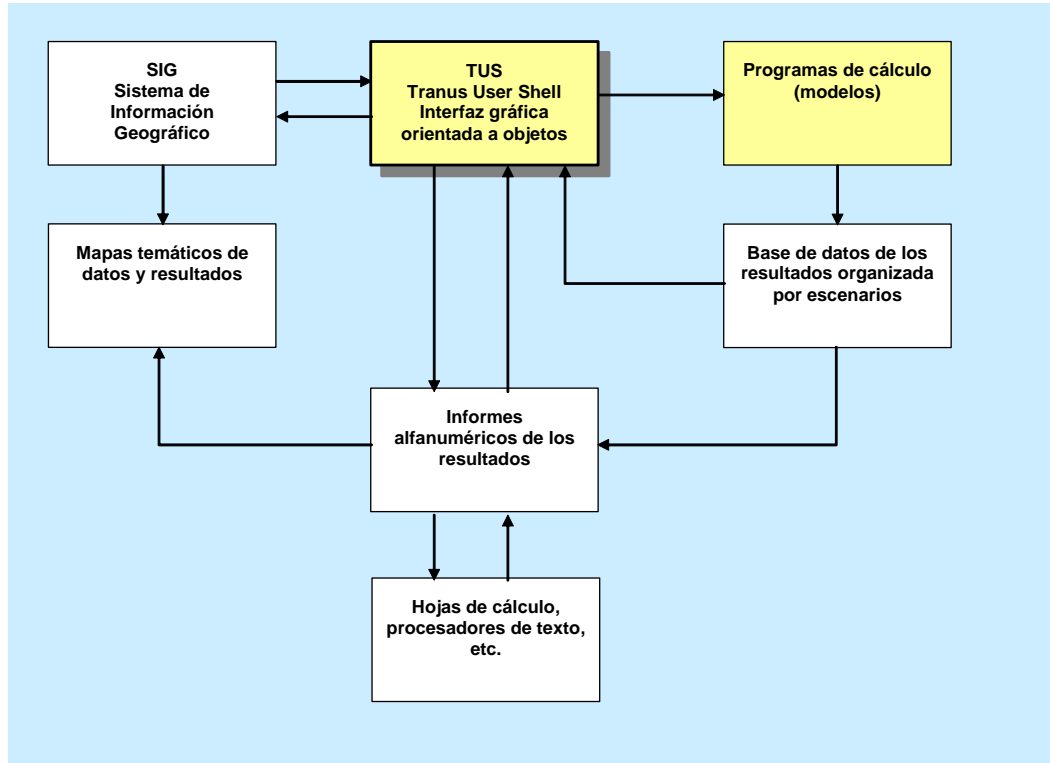 SIG
Sistema de
Información
Geográfico
TUS
Tranus User Shell
Interfaz gráfica
orientada a objetos
Programas de cálculo
(modelos)
Mapas temáticos de
datos y resultados
Base de datos de los
resultados organizada
por escenarios
Informes
alfanuméricos de los
resultados
Hojas de cálculo,
procesadores de texto,
etc.